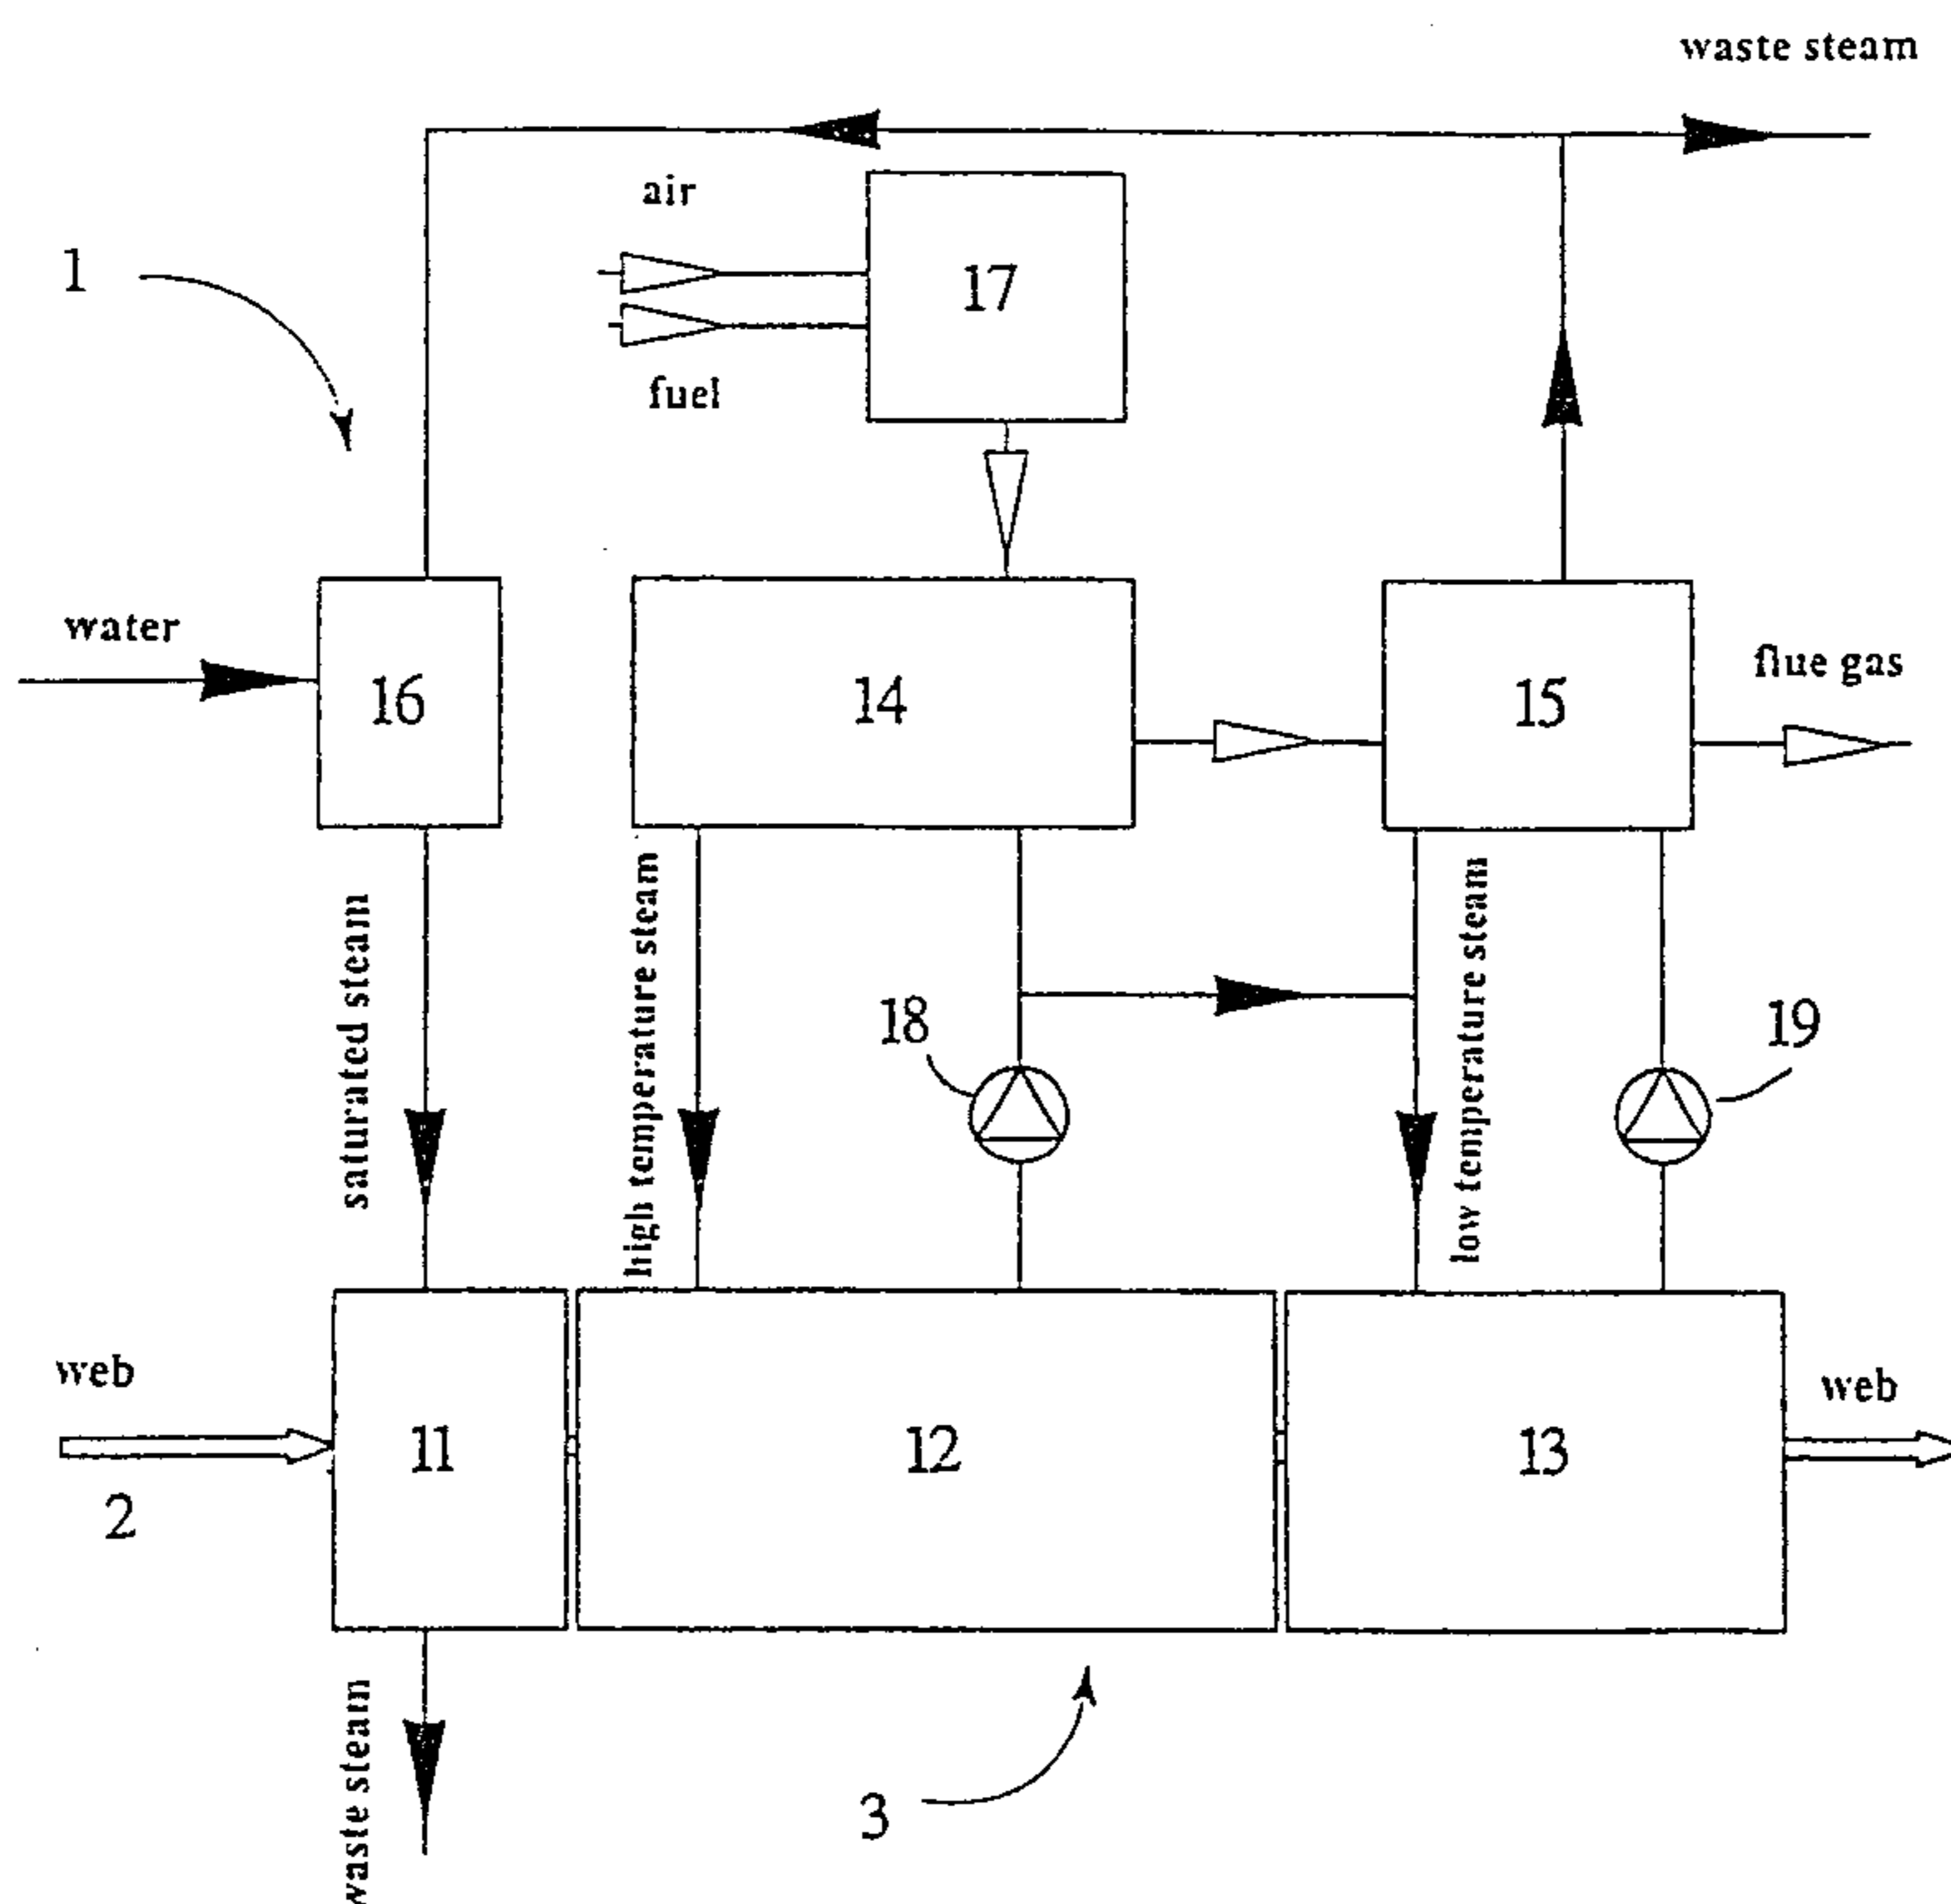 waste steam
air
1
17
fuel
water
16
14
15
flue gas
saturated steam
high temperature steam
18
low temperature steam
19
web
11
12
13
web
2
waste steam
3